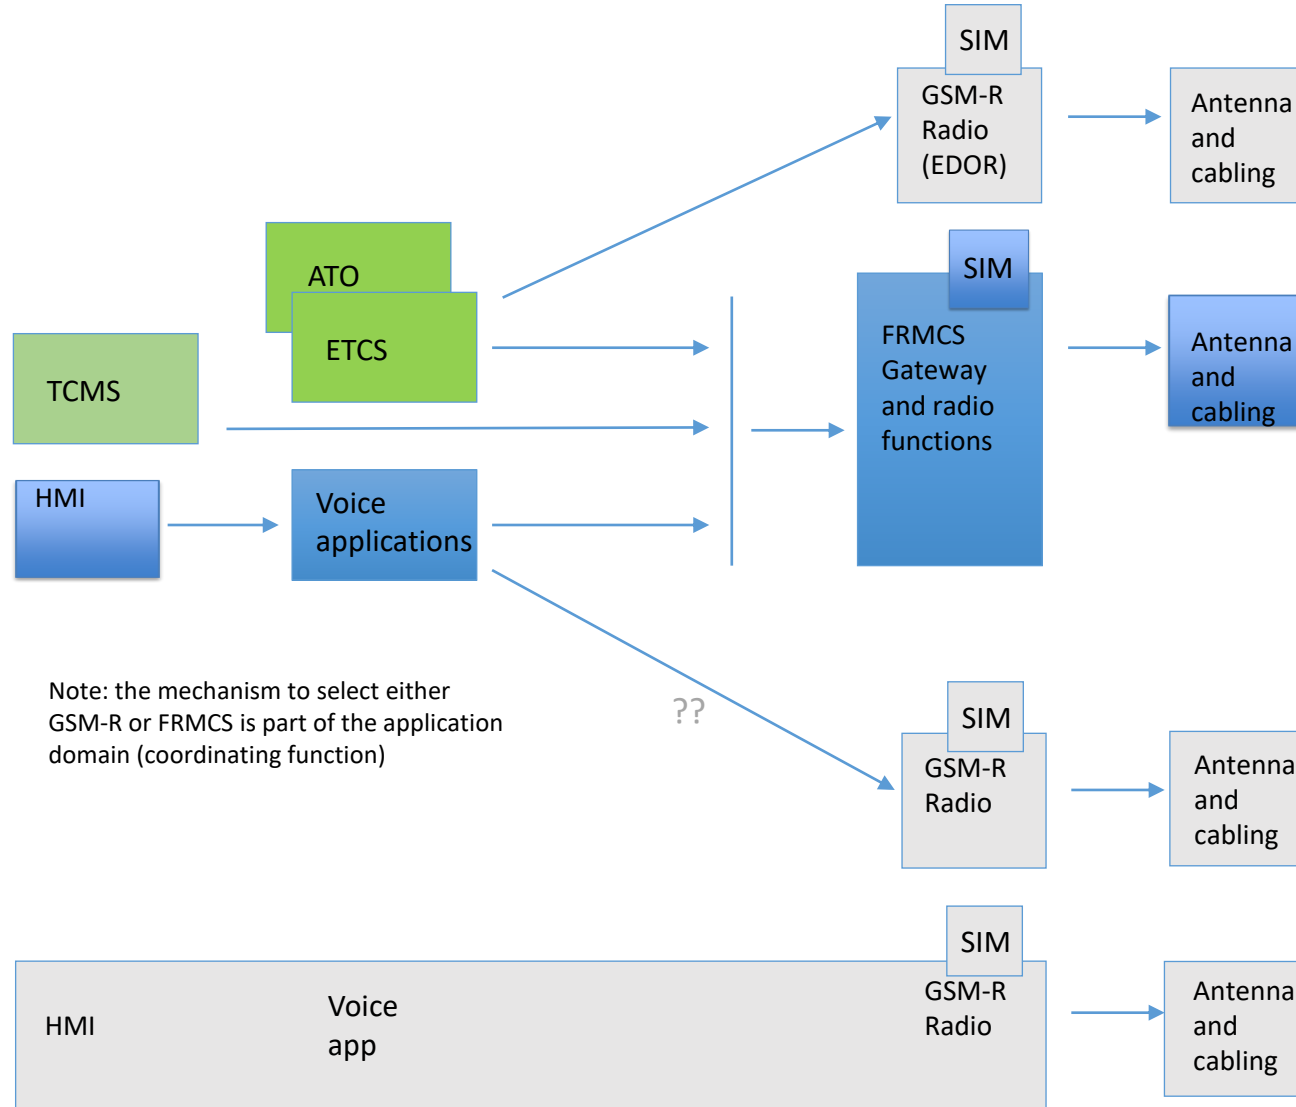 SIM
GSM-R
Radio
(EDOR)
Antenna
and
cabling
ATO
ETCS
TCMS
SIM
FRMCS
Gateway
and radio
functions
Antenna
and
cabling
HMI
Voice
applications
Note: the mechanism to select either
GSM-R or FRMCS is part of the application
domain (coordinating function)
??
SIM
GSM-R
Radio
Antenna
and
cabling
HMI
Voice
app
SIM
GSM-R
Radio
Antenna
and
cabling